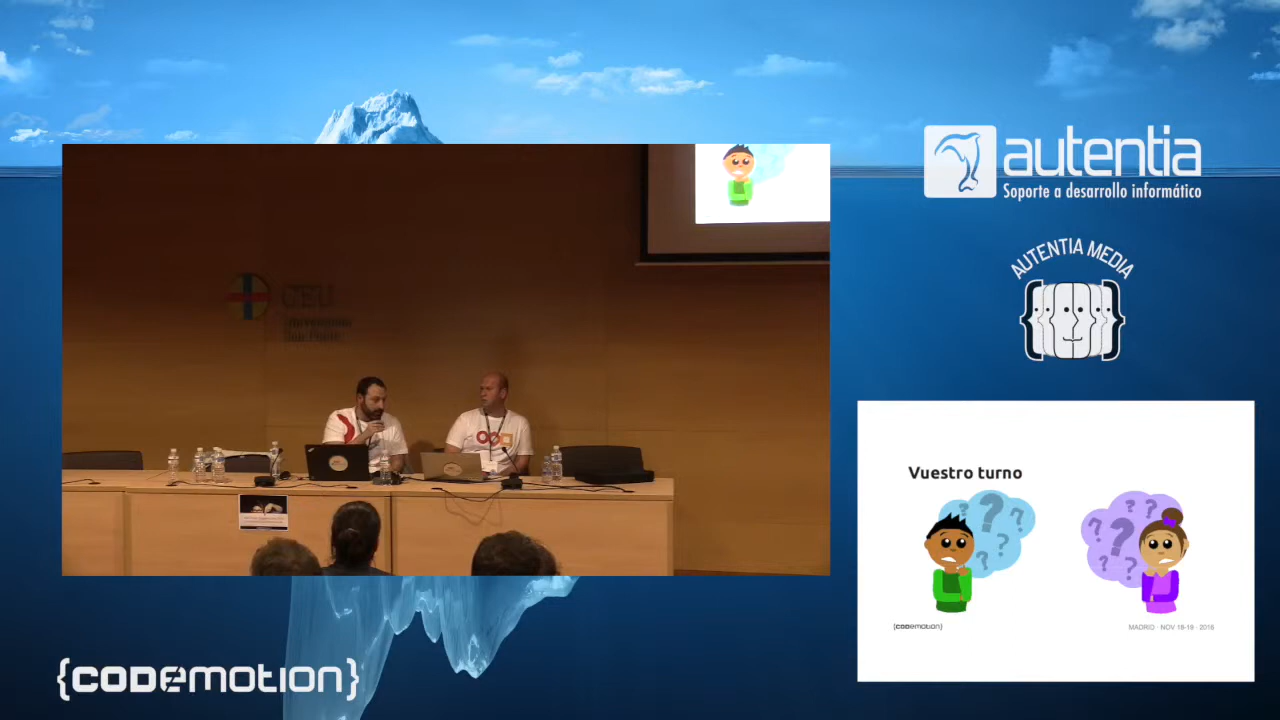 autentia
Soporte a desarrollo informático
AUTENTIA MEDIA
CEU
Vuestro turno
{CODEMOTION}
MADRID · NOV 18-19 · 2016
{CODEMOTION}